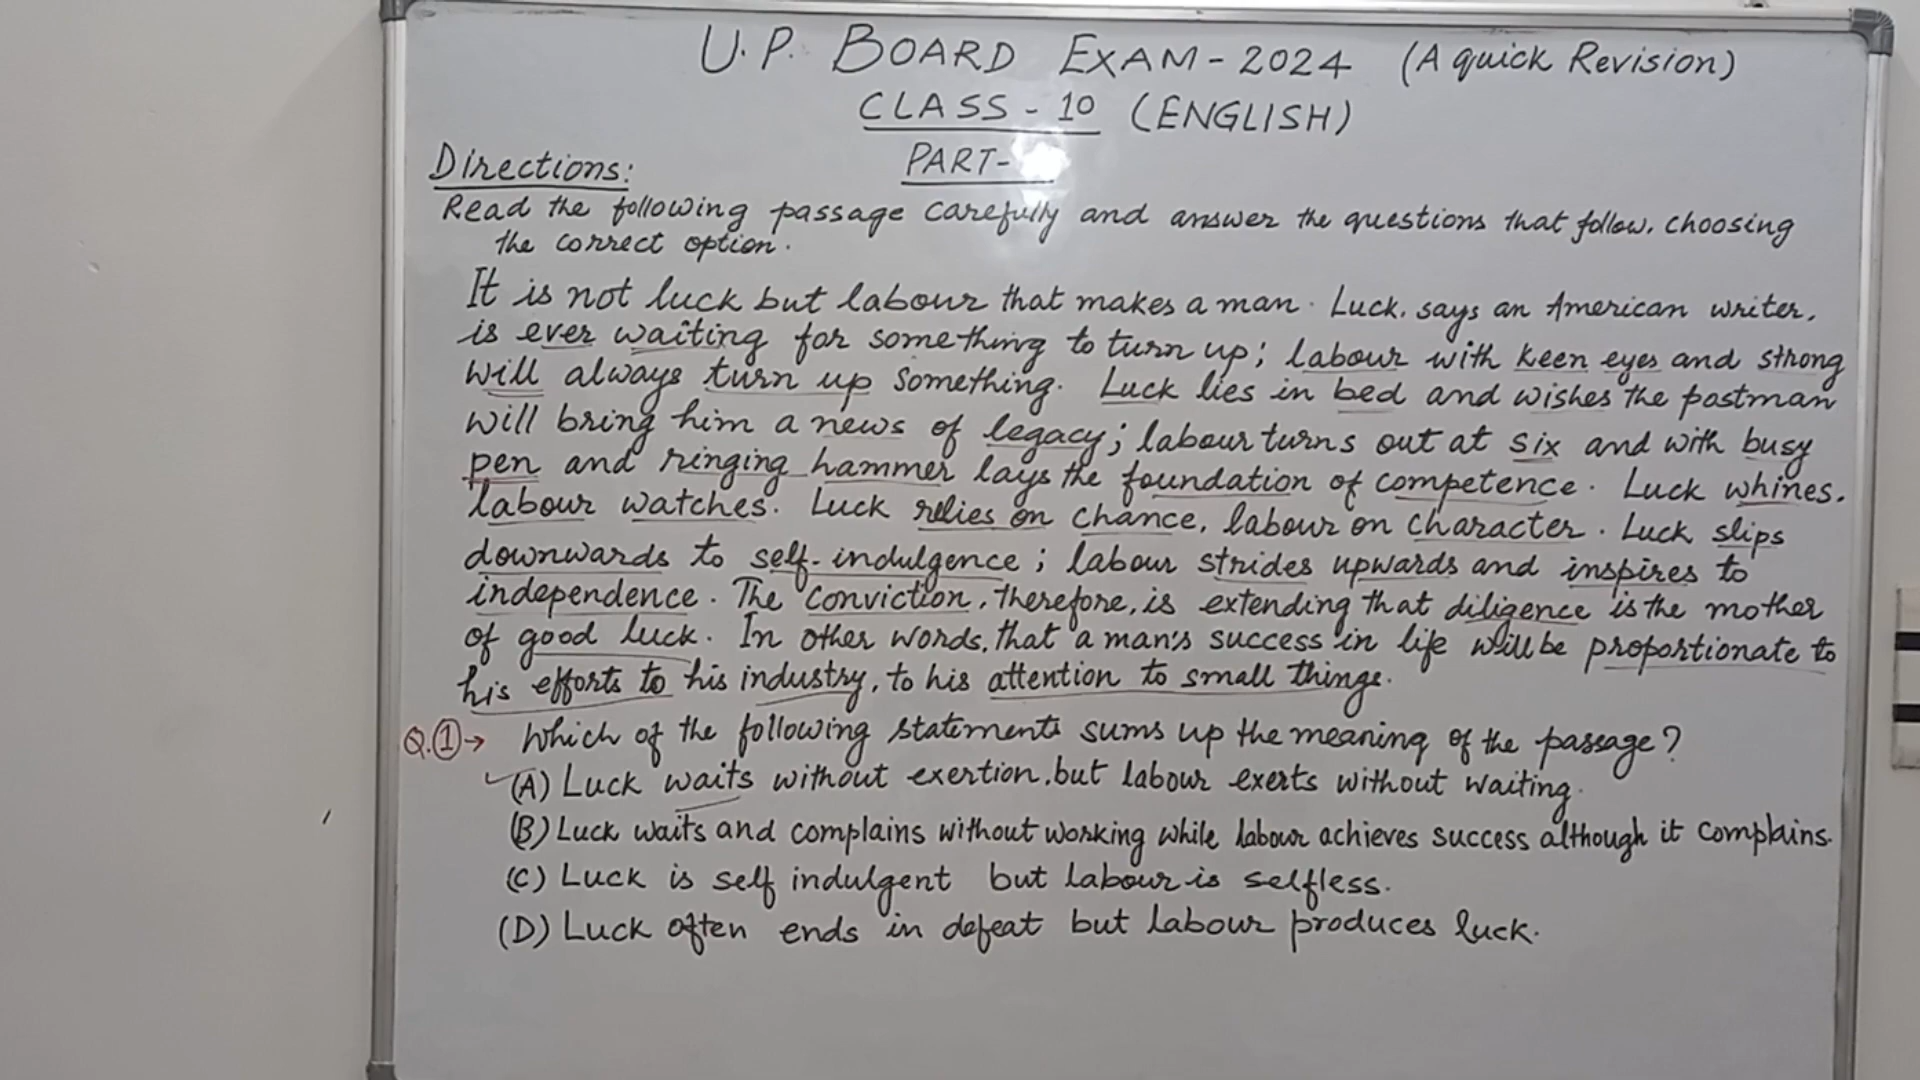 U.P. BOARD EXAM - 2024 (A quick Revision)
CLASS - 10 (ENGLISH)
PART-
Directions:
Read the following passage carefully and answer the questions that follow, choosing
the correct option.
It is not luck but labour that makes a man. Luck, says an American writer,
is ever waiting for something to turn up; labour with keen eyes and strong
will always turn up something. Luck lies in bed and wishes the postman
will bring him a news of legacy; labour turns out at six and with busy
pen and ringing hammer lays the foundation of competence. Luck whines,
labour watches. Luck relies on chance, labour on character. Luck slips
downwards to self-indulgence; labour strides upwards and inspires to
independence. The conviction, therefore, is extending that diligence is the mother
of good luck. In other words, that a man's success in life will be proportionate to
his efforts to his industry, to his attention to small things.
Q.(1)→ Which of the following statements sums up the meaning of the passage?
(A) Luck waits without exertion, but labour exerts without waiting.
(B) Luck waits and complains without working while labour achieves success although it complains.
(C) Luck is self indulgent but labour is selfless.
(D) Luck often ends in defeat but labour produces luck.